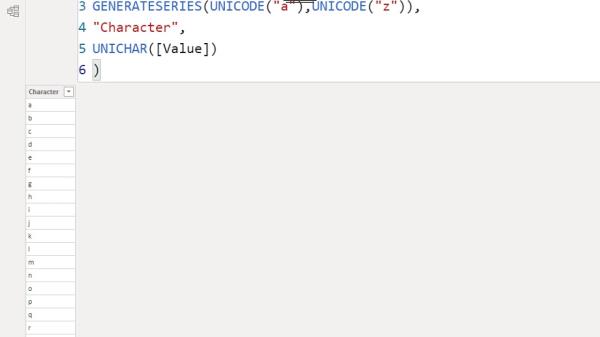 3 GENERATESERIES(UNICODE("a"),UNICODE("z")),
4 "Character",
5 UNICHAR([Value])
6 )
Character
a
b
c
d
e
f
g
h
i
j
k
l
m
n
o
p
q
r